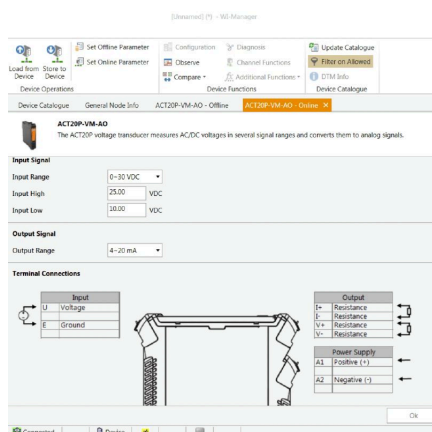 [Unnamed] (*) - WI-Manager
Load from Device
Store to Device
Set Offline Parameter
Set Online Parameter
Device Operations
Configuration
Observe
Compare
Diagnosis
Channel Functions
Additional Functions
Device Functions
Update Catalogue
Filter on Allowed
DTM Info
Device Catalogue
Device Catalogue General Node Info ACT20P-VM-AO - Offline ACT20P-VM-AO - Online
ACT20P-VM-AO
The ACT20P voltage transducer measures AC/DC voltages in several signal ranges and converts them to analog signals.
Input Signal
Input Range 0~30 VDC
Input High 25.00 VDC
Input Low 10.00 VDC
Output Signal
Output Range 4~20 mA
Terminal Connections
Input
U Voltage
E Ground
Output
I+ Resistance
I- Resistance
V+ Resistance
V- Resistance
Power Supply
A1 Positive (+)
A2 Negative (-)
Ok
Connected Device